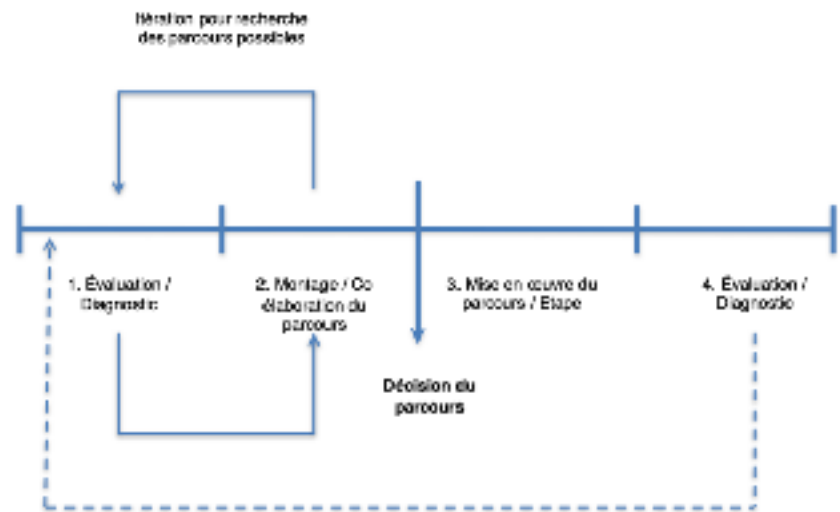 Itération pour recherche
des parcours possibles
1. Évaluation /
Diagnostic
2. Montage / Co
élaboration du
parcours
3. Mise en œuvre du
parcours / Etape
4. Évaluation /
Diagnostic
Décision du
parcours